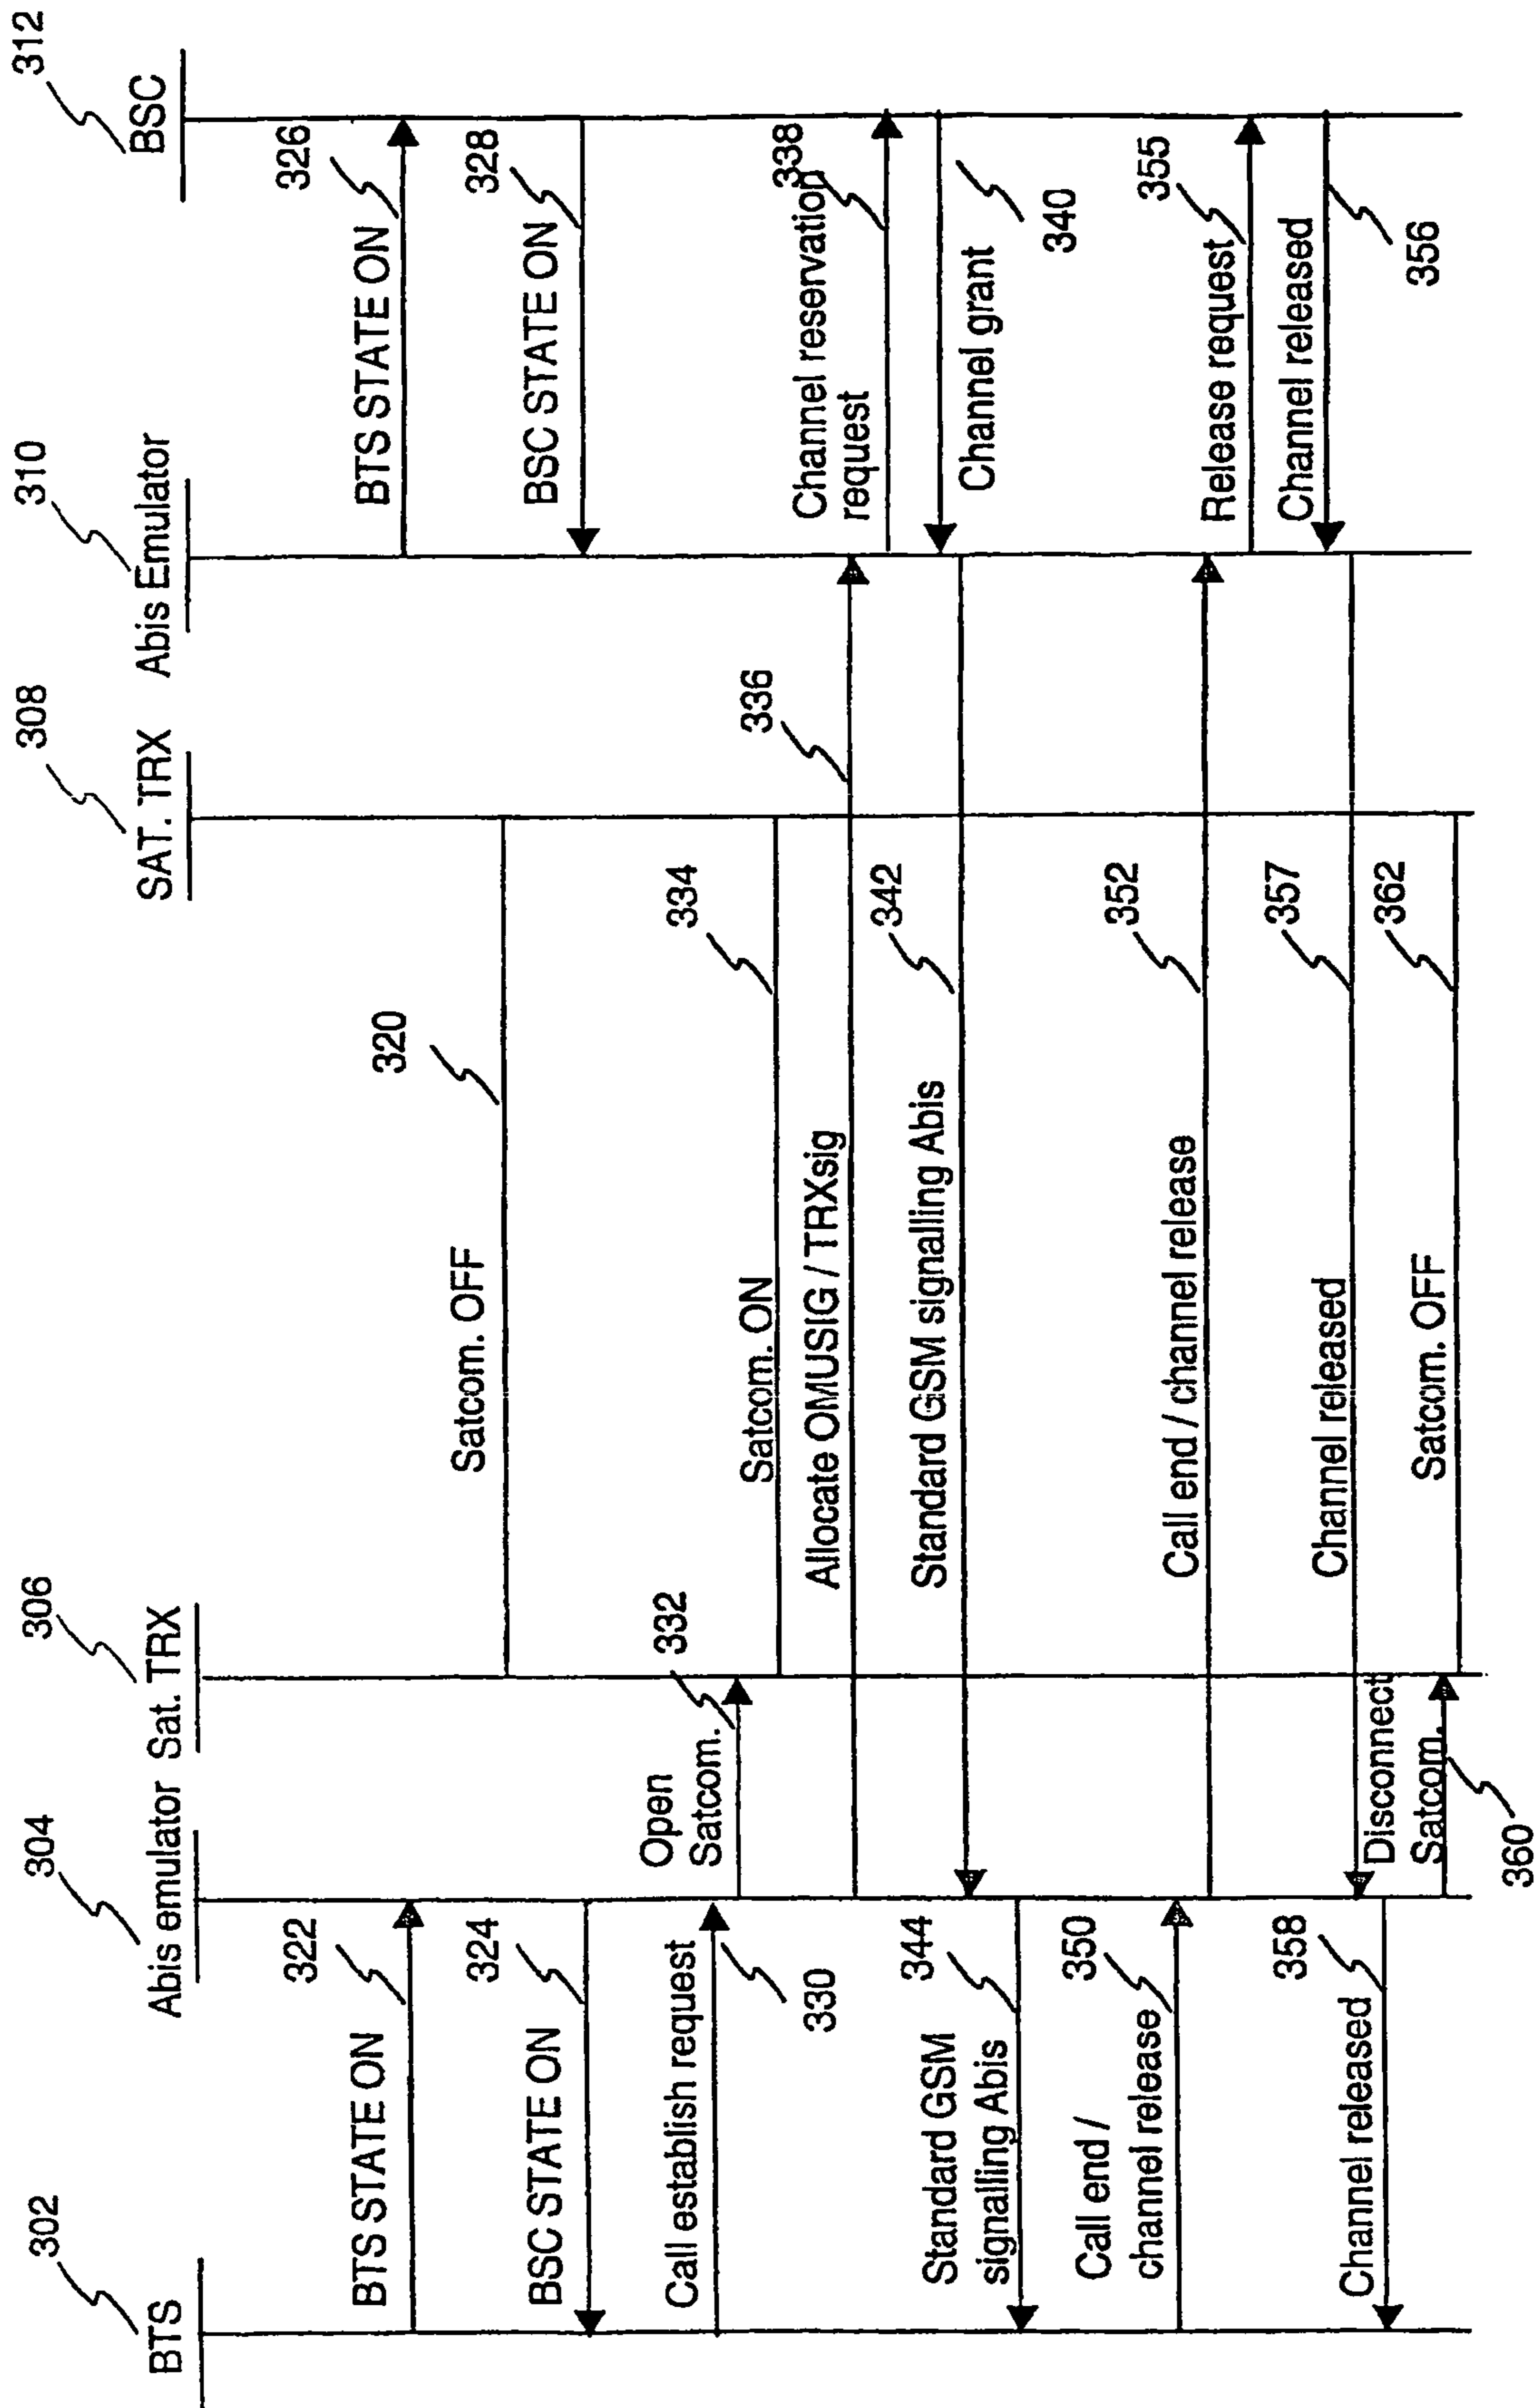 302
BTS
304
Abis emulator
306
Sat. TRX
308
SAT. TRX
310
Abis Emulator
312
BSC
322
BTS STATE ON
326
BTS STATE ON
320
Satcom. OFF
324
BSC STATE ON
328
BSC STATE ON
Call establish request
330
Open
Satcom.
332
334
Satcom. ON
336
Allocate OMUSIG / TRXsig
338
Channel reservation
request
340
Channel grant
342
Standard GSM signalling Abis
344
Standard GSM
signalling Abis
350
Call end /
channel release
352
Call end / channel release
355
Release request
Channel released
356
357
Channel released
358
Channel released
Disconnect
Satcom.
360
362
Satcom. OFF